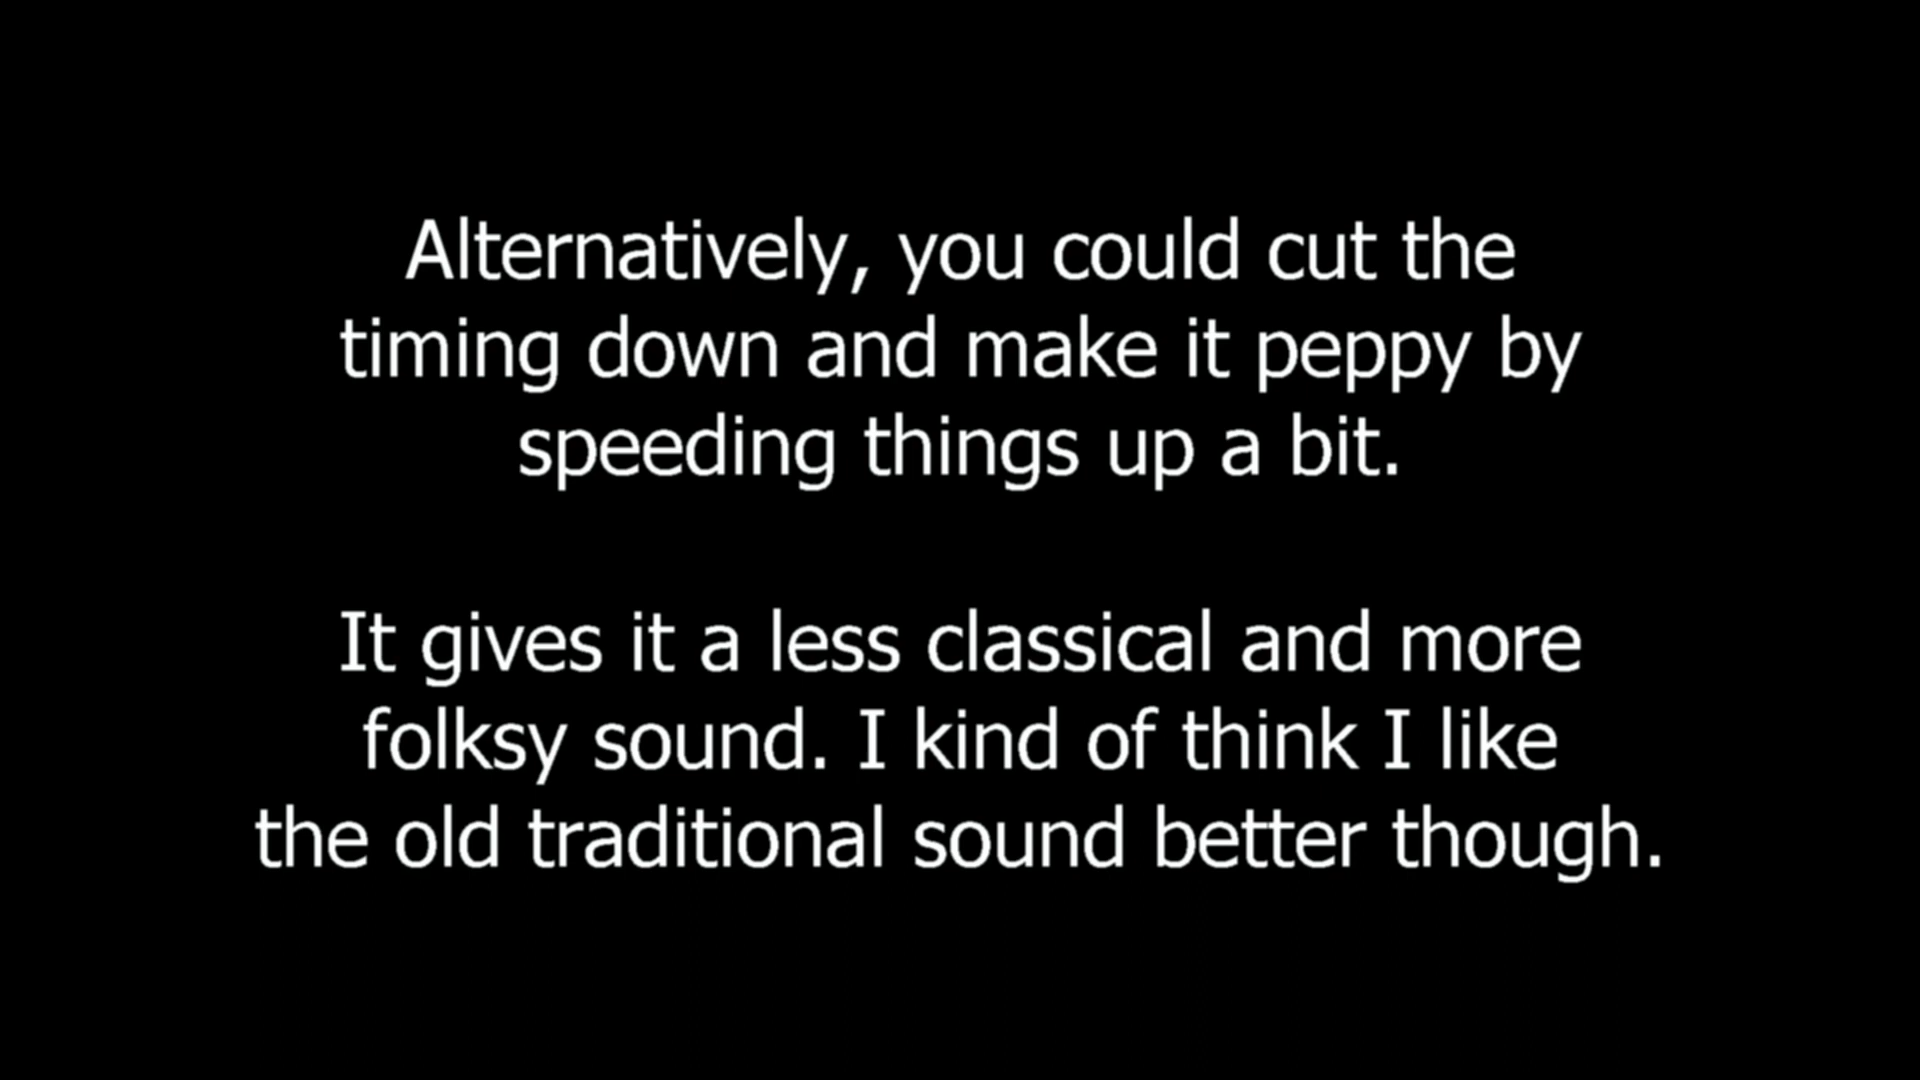 Alternatively, you could cut the
timing down and make it peppy by
speeding things up a bit.
It gives it a less classical and more
folksy sound. I kind of think I like
the old traditional sound better though.